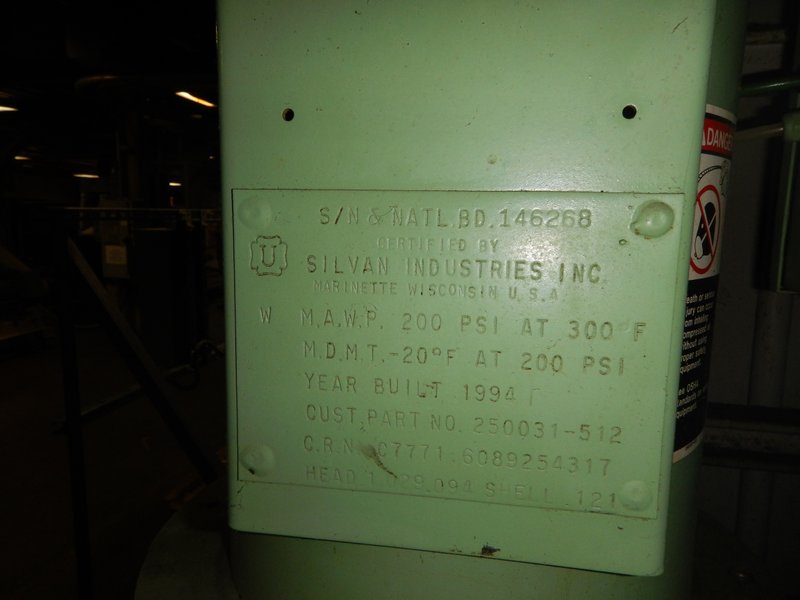 S/N & NATL.BD.146268
CERTIFIED BY
U
SILVAN INDUSTRIES INC.
MARINETTE WISCONSIN U.S.A.
W M.A.W.P. 200 PSI AT 300°F
M.D.M.T.-20°F AT 200 PSI
YEAR BUILT 1994
CUST.PART NO. 250031-512
C.R.N. C7771.6089254317
HEAD SHELL .121
DANGER